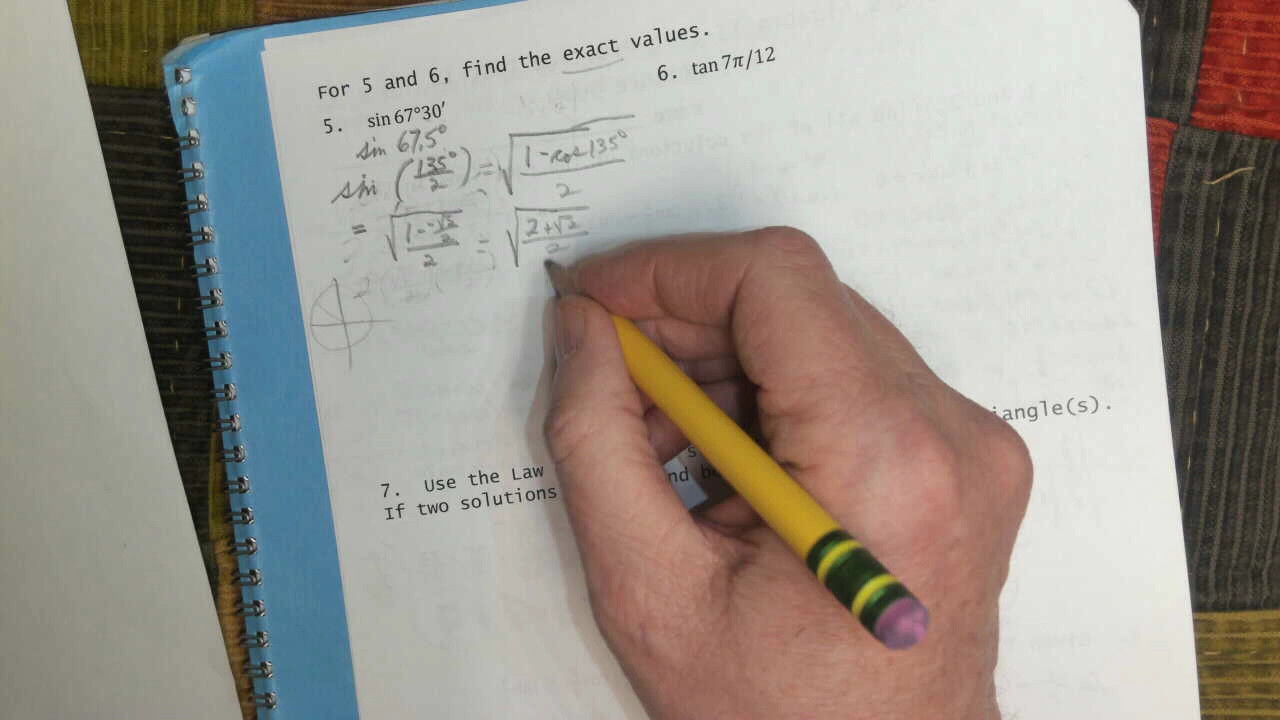 For 5 and 6, find the exact values.
5. sin 67°30′
6. tan 7π/12
sin 67.5°
sin (135°/2) = √((1 - cos 135°)/2)
= √((1 - -√2/2)/2) = √((2+√2)/2
7. Use the Law
iangle(s).
If two solutions